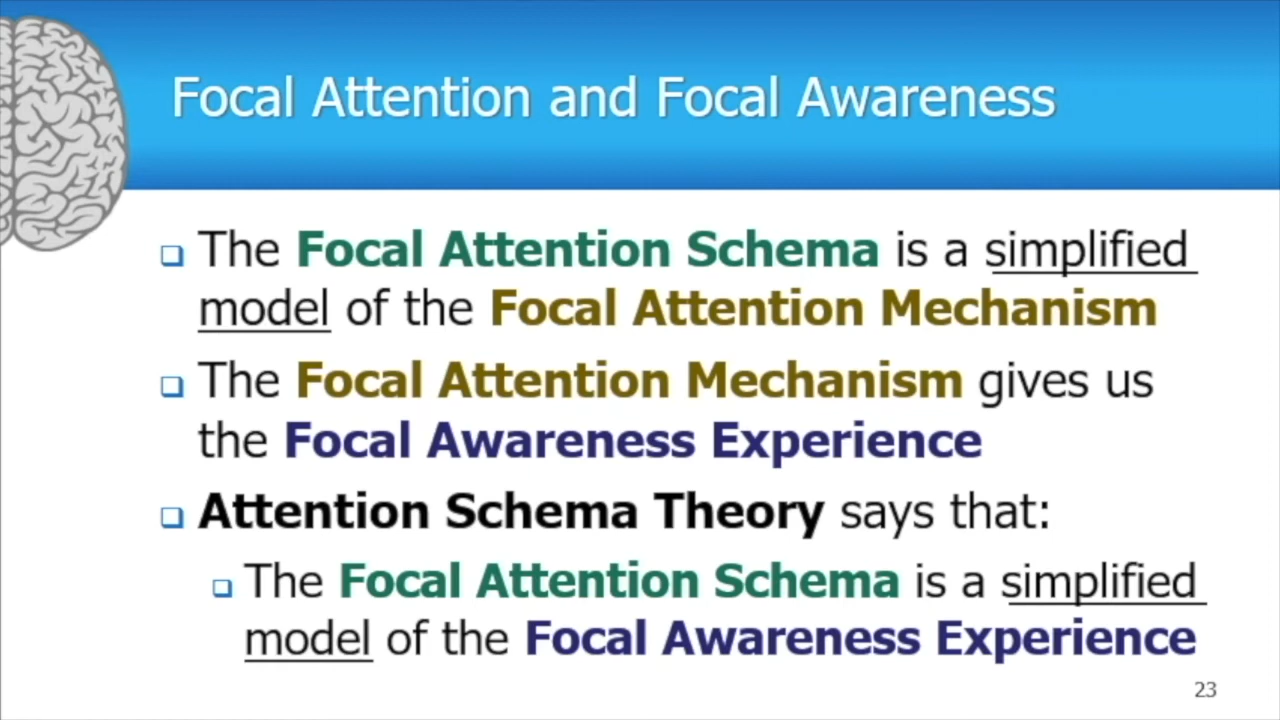 Focal Attention and Focal Awareness
The Focal Attention Schema is a simplified
model of the Focal Attention Mechanism
The Focal Attention Mechanism gives us
the Focal Awareness Experience
Attention Schema Theory says that:
The Focal Attention Schema is a simplified
model of the Focal Awareness Experience
23